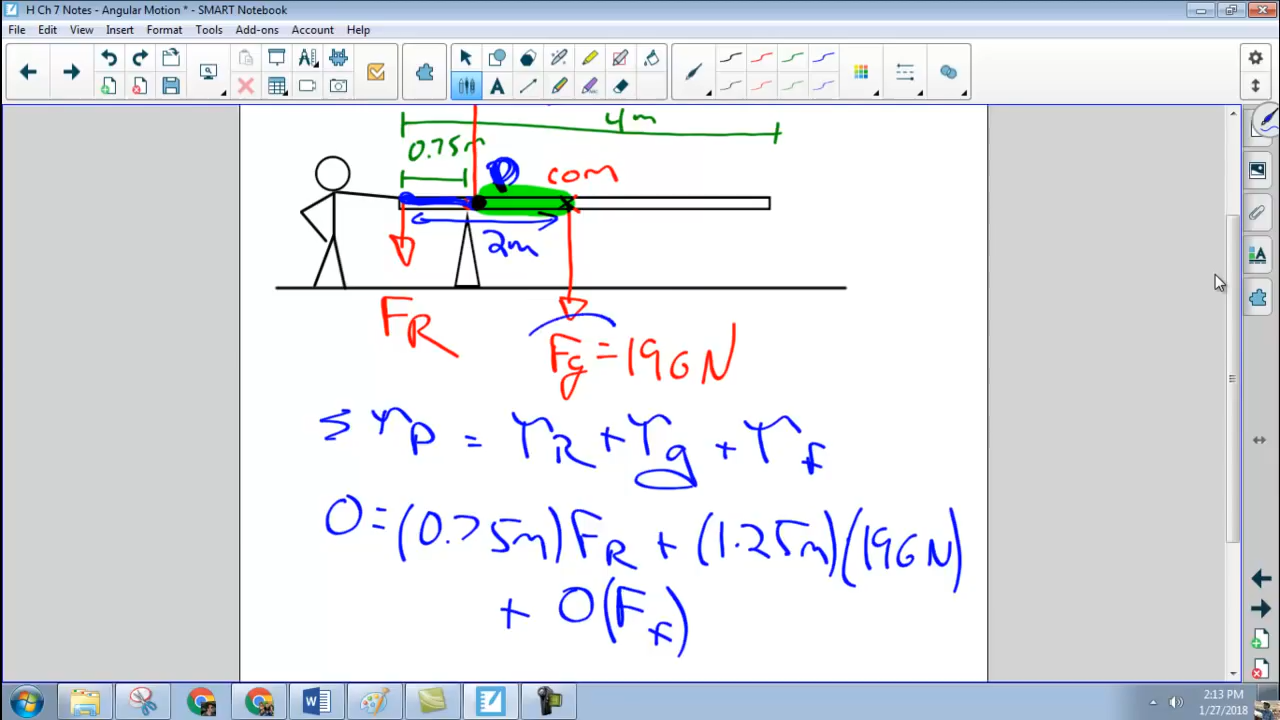 H Ch 7 Notes - Angular Motion * - SMART Notebook
File Edit View Insert Format Tools Add-ons Account Help
4m
0.75m
P com
2m
FR
Fg = 196N
Στp = τR + τg + τf
0 = (0.75m)FR + (1.25m)(196N)
+ 0(Ff)
2:13 PM
1/27/2018